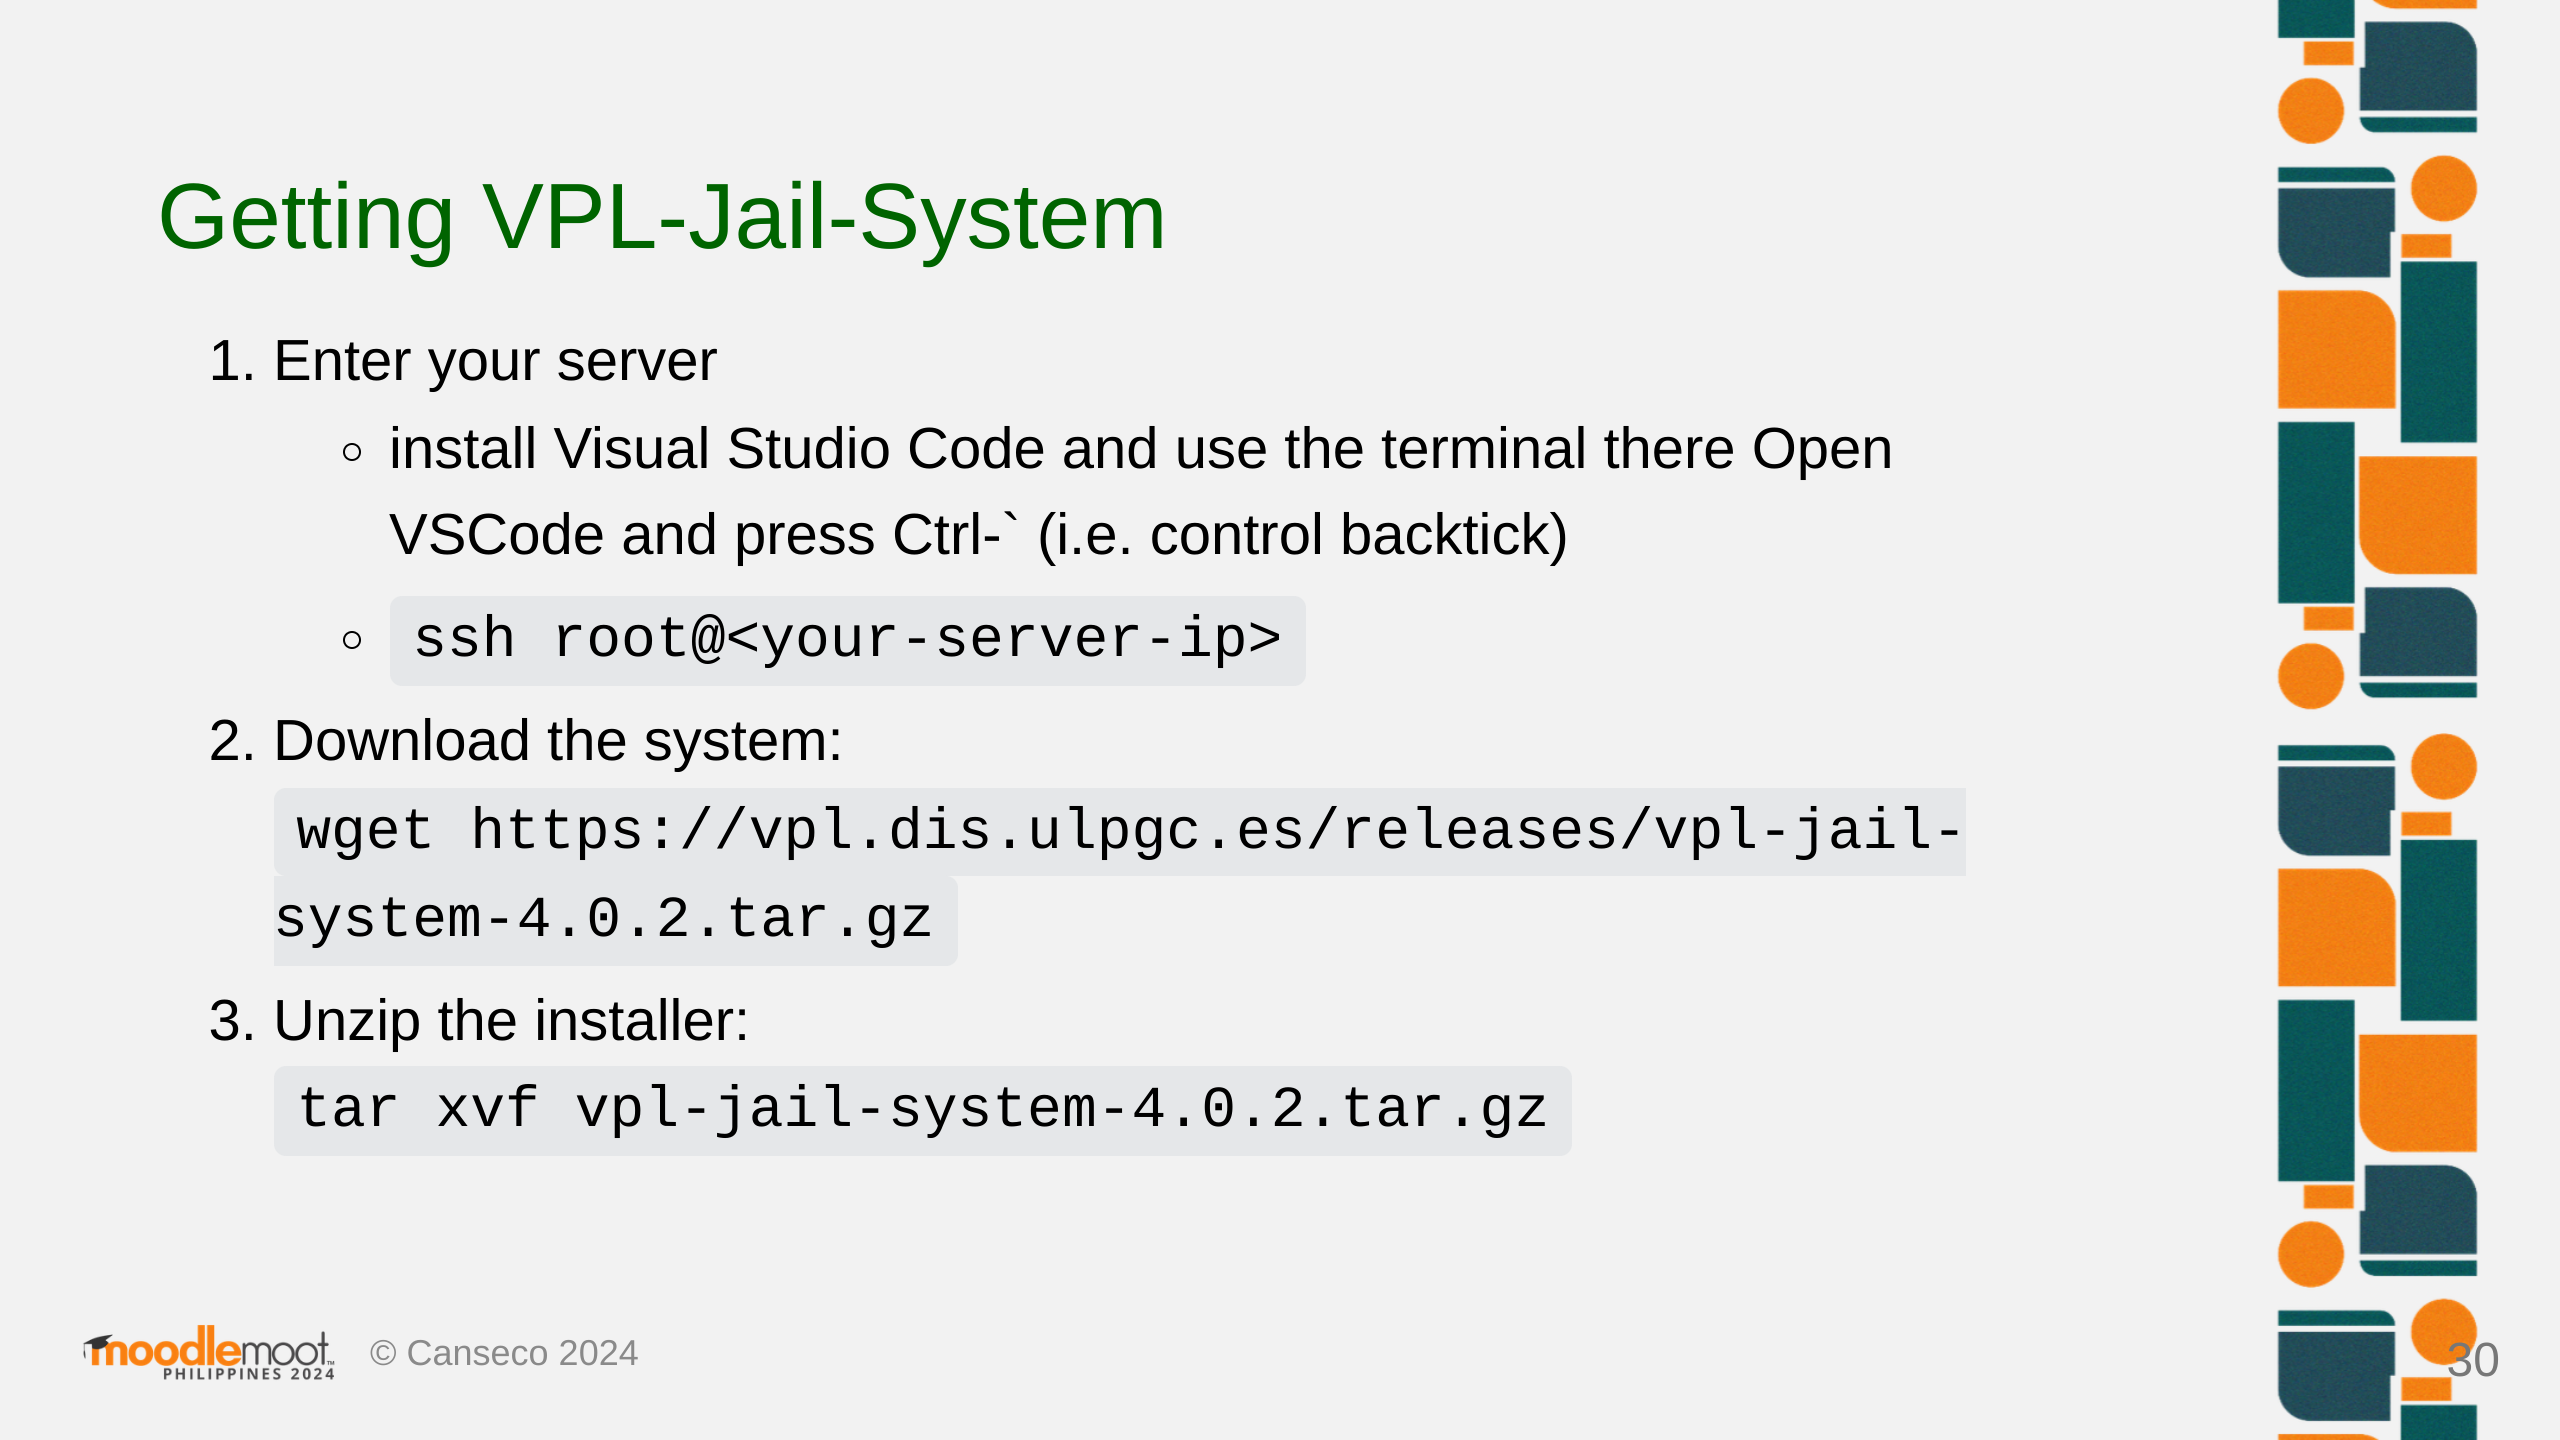 Getting VPL-Jail-System
1. Enter your server
install Visual Studio Code and use the terminal there Open
VSCode and press Ctrl-` (i.e. control backtick)
ssh root@<your-server-ip>
2. Download the system:
wget https://vpl.dis.ulpgc.es/releases/vpl-jail-
system-4.0.2.tar.gz
3. Unzip the installer:
tar xvf vpl-jail-system-4.0.2.tar.gz
moodlemoot™
PHILIPPINES 2024
© Canseco 2024
30